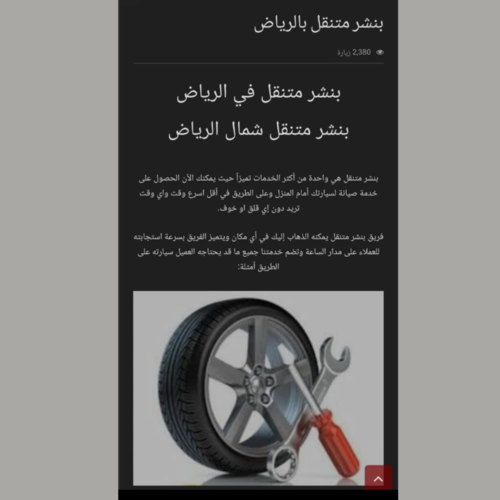 بنشر متنقل بالرياض
2,380 زيارة
بنشر متنقل في الرياض
بنشر متنقل شمال الرياض
بنشر متنقل هي واحدة من أكثر الخدمات تميزاً حيث يمكنك الآن الحصول على
خدمة صيانة لسيارتك أمام المنزل وعلى الطريق في أقل اسرع وقت واي وقت
تريد دون إي قلق او خوف.
فريق بنشر متنقل يمكنه الذهاب إليك في أي مكان ويتميز الفريق بسرعة استجابته
للعملاء على مدار الساعة وتضم خدمتنا جميع ما قد يحتاجه العميل سيارته على
الطريق أمثلة: